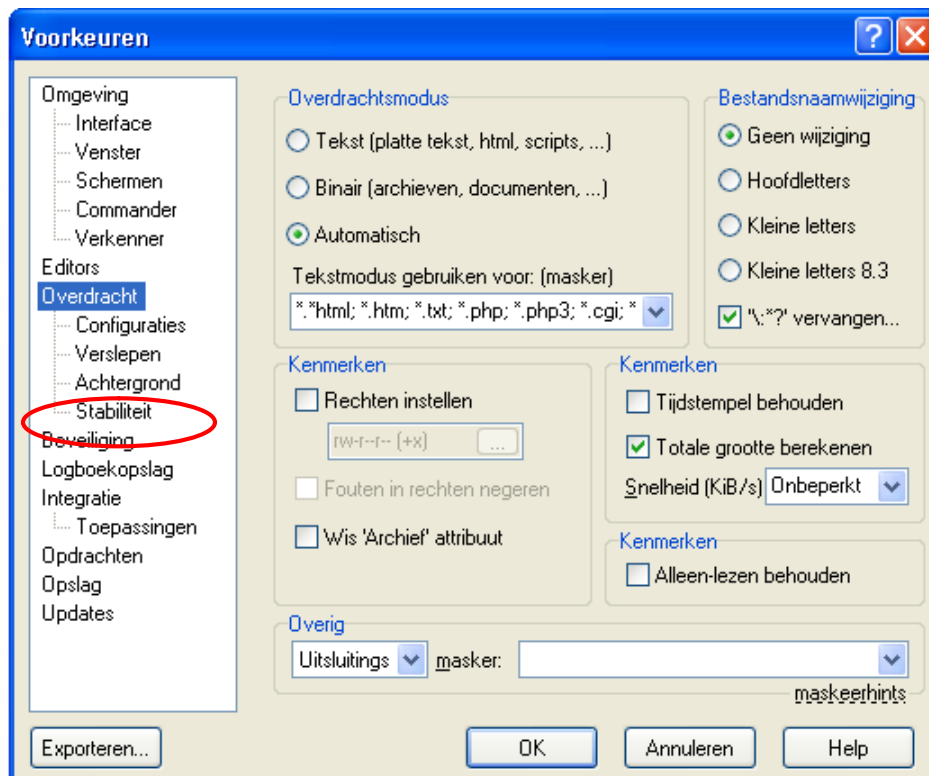 Voorkeuren
Omgeving
Interface
Venster
Schermen
Commander
Verkenner
Editors
Overdracht
Configuraties
Verslepen
Achtergrond
Stabiliteit
Beveiliging
Logboekopslag
Integratie
Toepassingen
Opdrachten
Opslag
Updates
Overdrachtsmodus
Tekst (platte tekst, html, scripts, ...)
Binair (archieven, documenten, ...)
Automatisch
Tekstmodus gebruiken voor: (masker)
*.*html; *.htm; *.txt; *.php; *.php3; *.cgi; *
Bestandsnaamwijziging
Geen wijziging
Hoofdletters
Kleine letters
Kleine letters 8.3
'\:*?' vervangen...
Kenmerken
Rechten instellen
rw-r--r-- (+x) ...
Fouten in rechten negeren
Wis 'Archief' attribuut
Kenmerken
Tijdstempel behouden
Totale grootte berekenen
Snelheid (KiB/s) Onbeperkt
Kenmerken
Alleen-lezen behouden
Overig
Uitsluitings masker:
maskeerhints
Exporteren... OK Annuleren Help